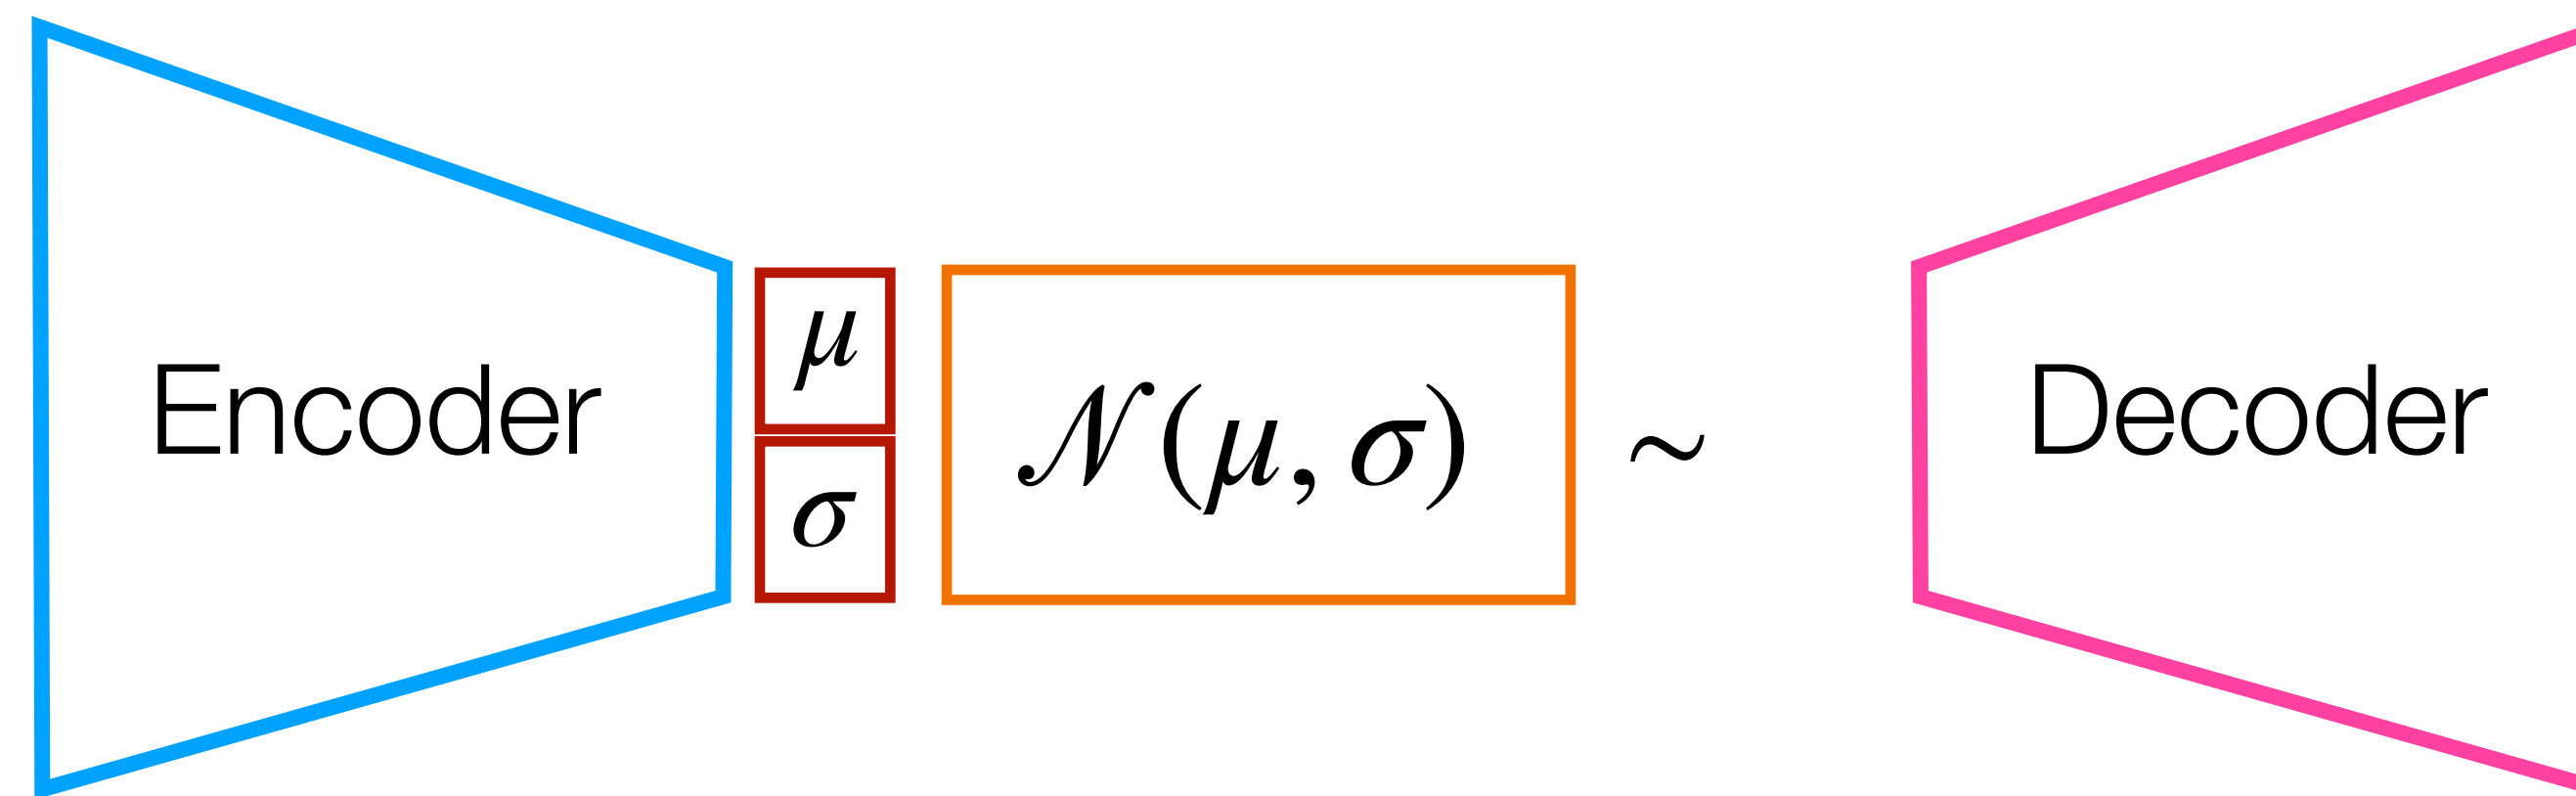 Encoder
μ
σ
𝒩(μ, σ)
~
Decoder